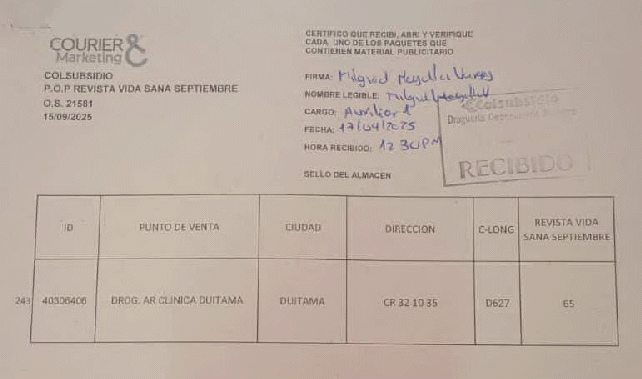 COURIER &
Marketing
COLSUBSIDIO
P.O.P REVISTA VIDA SANA SEPTIEMBRE
O.S. 21581
15/09/2025
CERTIFICO QUE RECIBI, ABRI Y VERIFIQUE
CADA UNO DE LOS PAQUETES QUE
CONTIENEN MATERIAL PUBLICITARIO
FIRMA: Miguel
NOMBRE LEGIBLE:
CARGO: Auxiliar 1
FECHA: 17/09/2025
HORA RECIBIDO: 12 30PM
SELLO DEL ALMACEN
Colsubsidio
Droguería
RECIBIDO
ID PUNTO DE VENTA CIUDAD DIRECCION C-LONG REVISTA VIDA SANA SEPTIEMBRE
243 40306406 DROG. AR CLINICA DUITAMA DUITAMA CR 32 10 35 D627 65